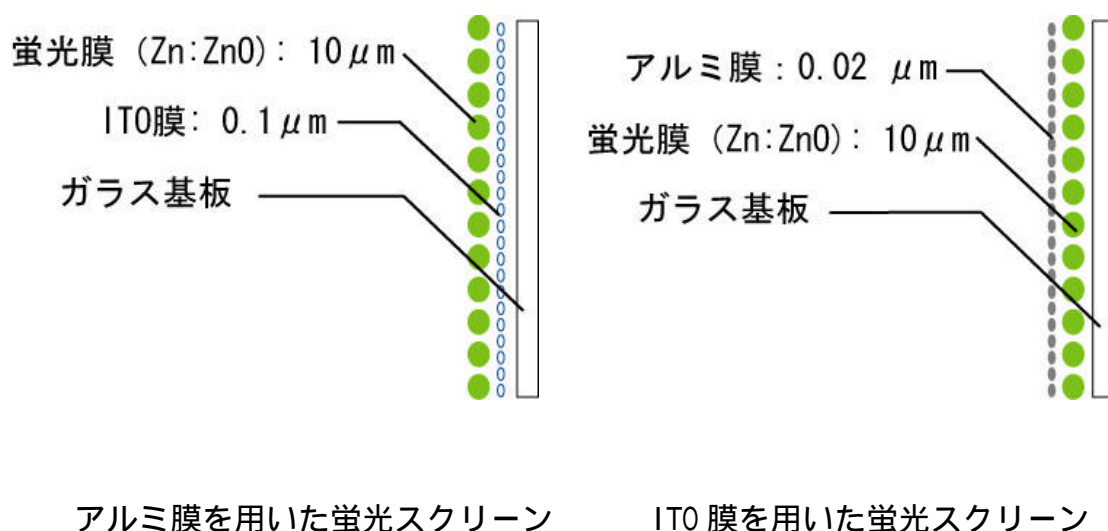 蛍光膜 (Zn:ZnO): 10μm
ITO膜: 0.1μm
ガラス基板
アルミ膜:0.02 μm
蛍光膜 (Zn:ZnO): 10μm
ガラス基板
アルミ膜を用いた蛍光スクリーン
ITO 膜を用いた蛍光スクリーン